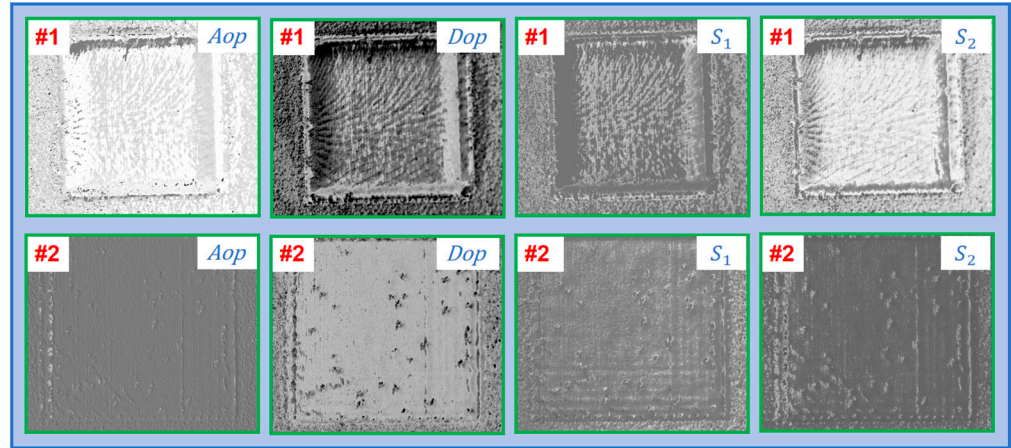 #1 Aop
#1 Dop
#1 S₁
#1 S₂
#2 Aop
#2 Dop
#2 S₁
#2 S₂